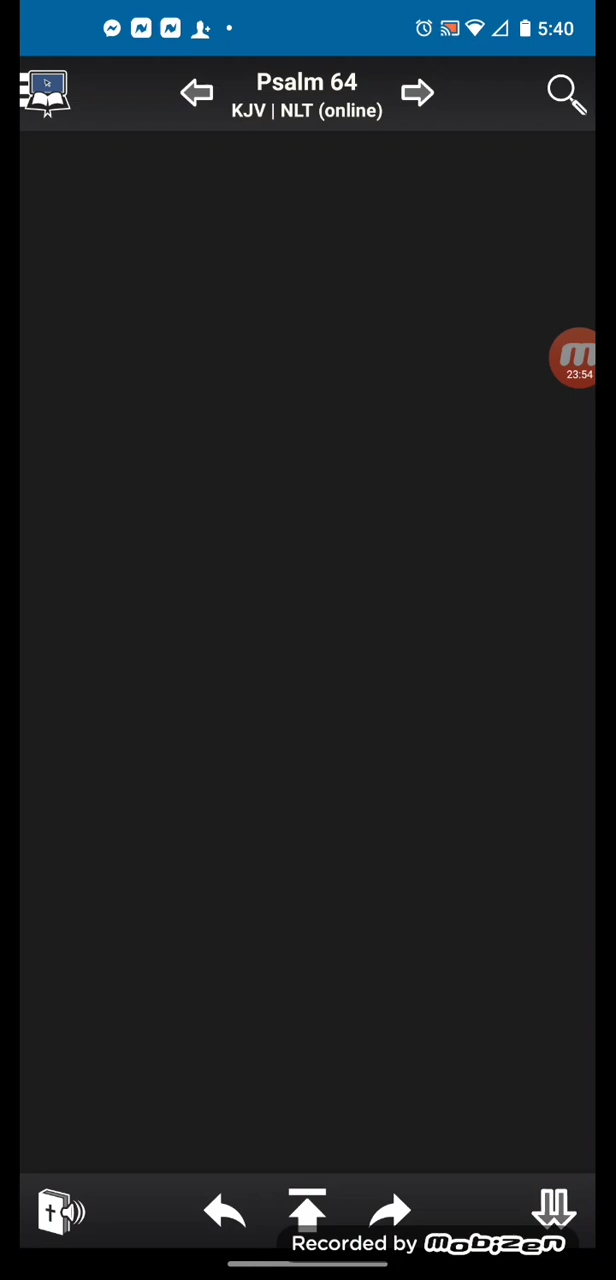 5:40
Psalm 64
KJV | NLT (online)
23:54
Recorded by mobizen